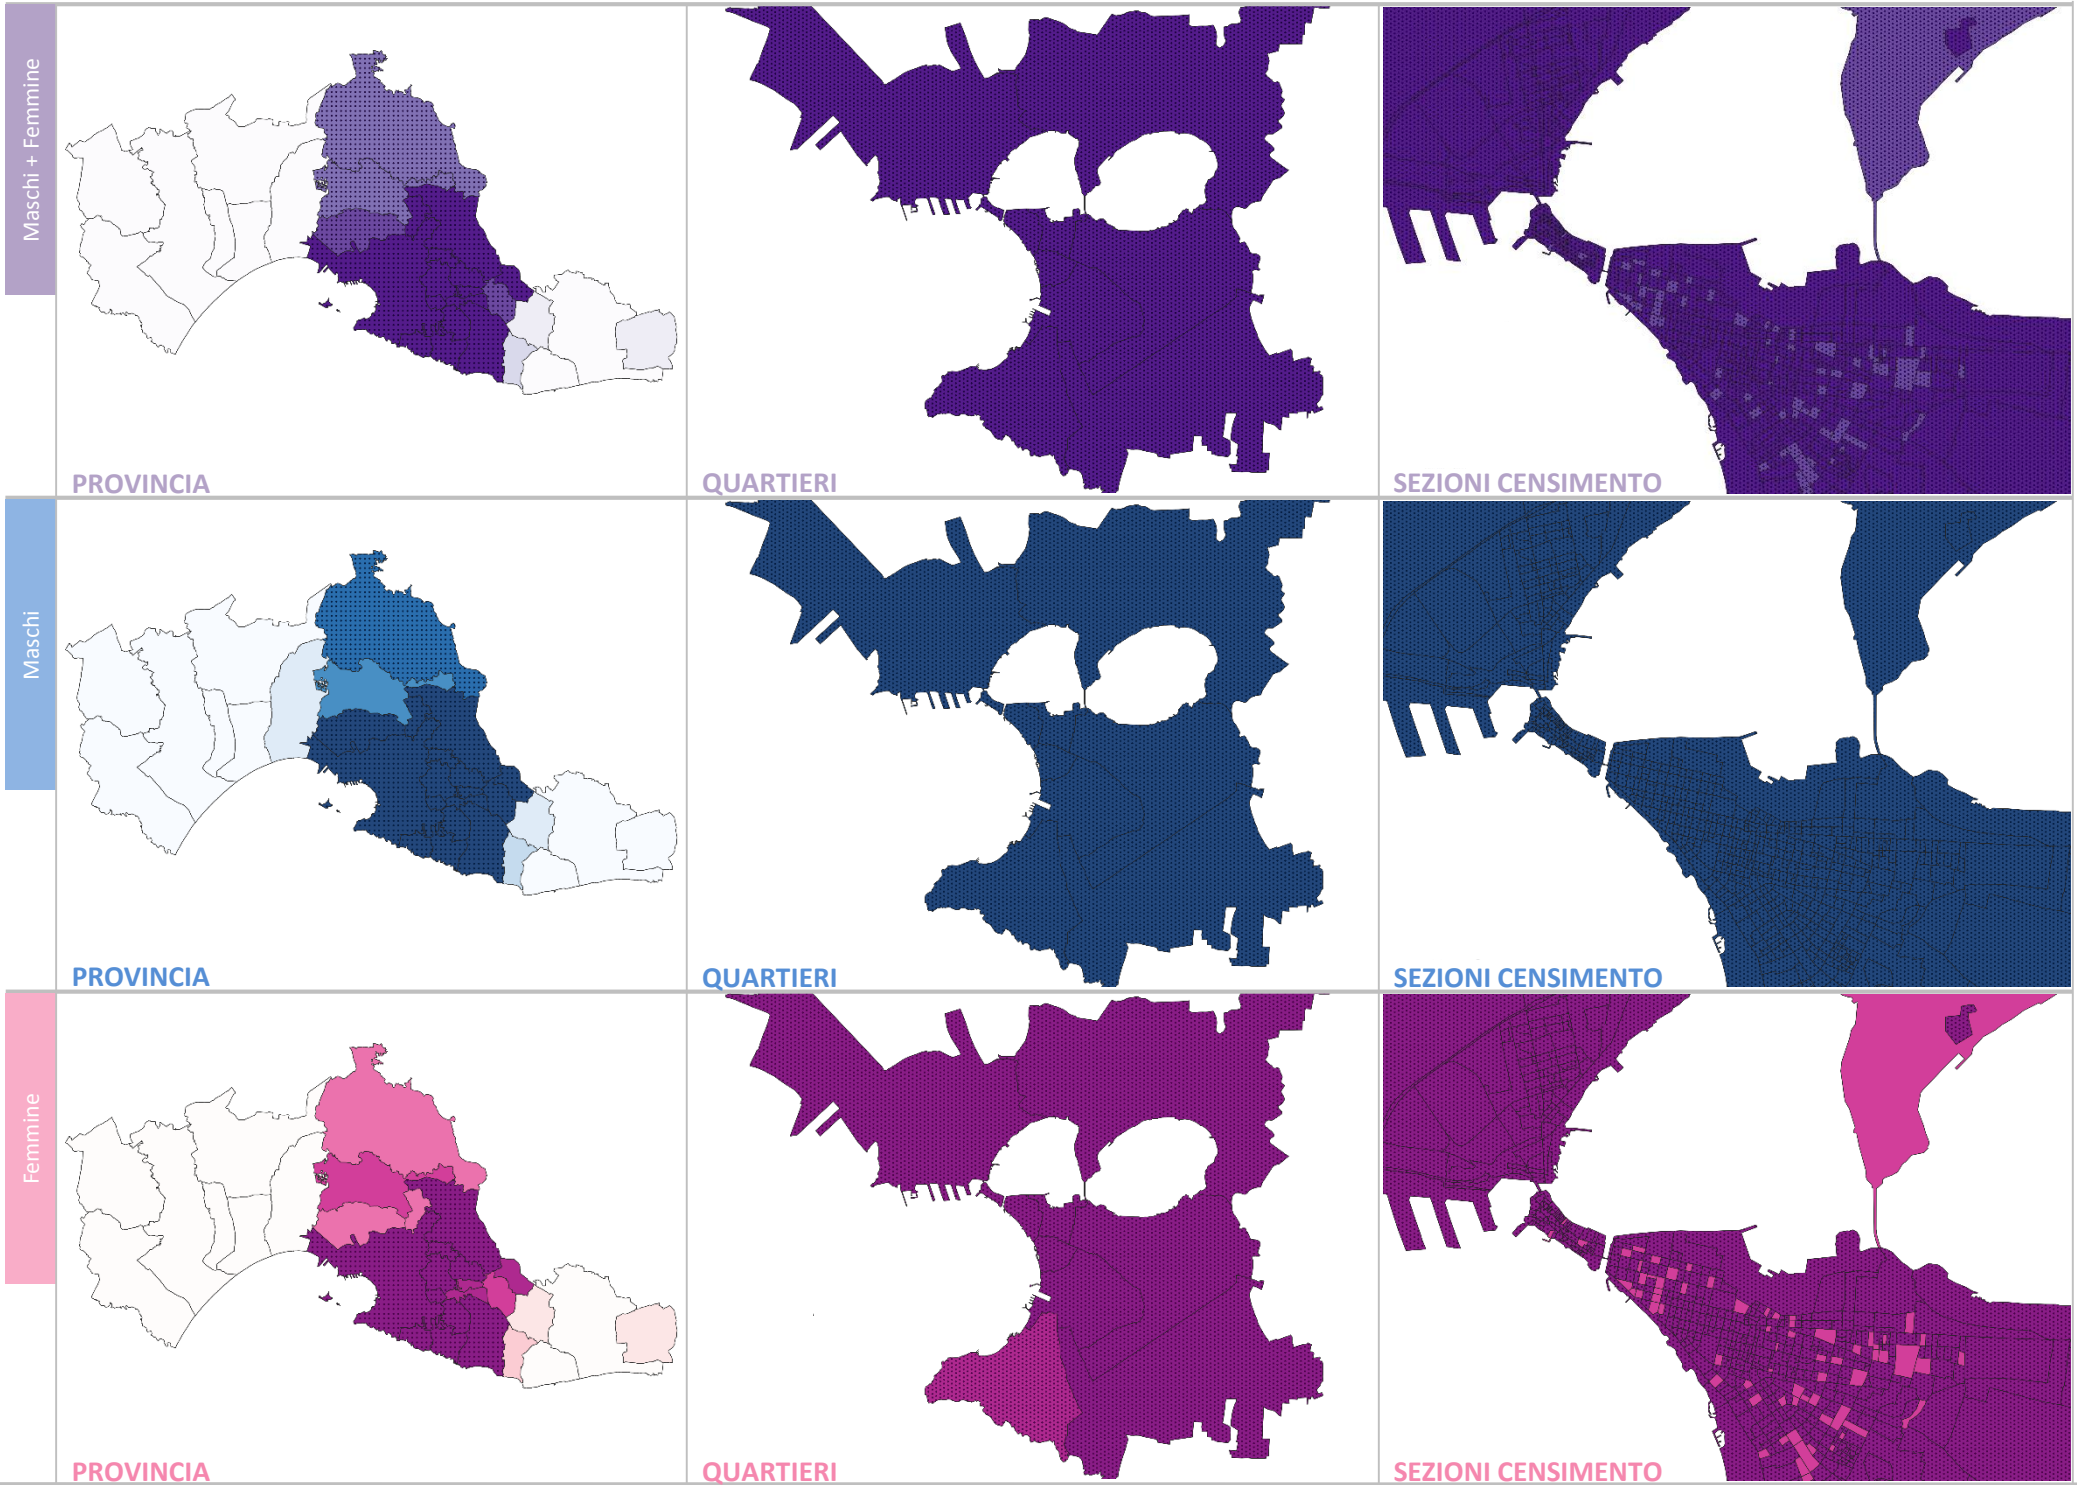 Maschi + Femmine
PROVINCIA
QUARTIERI
SEZIONI CENSIMENTO
Maschi
PROVINCIA
QUARTIERI
SEZIONI CENSIMENTO
Femmine
PROVINCIA
QUARTIERI
SEZIONI CENSIMENTO